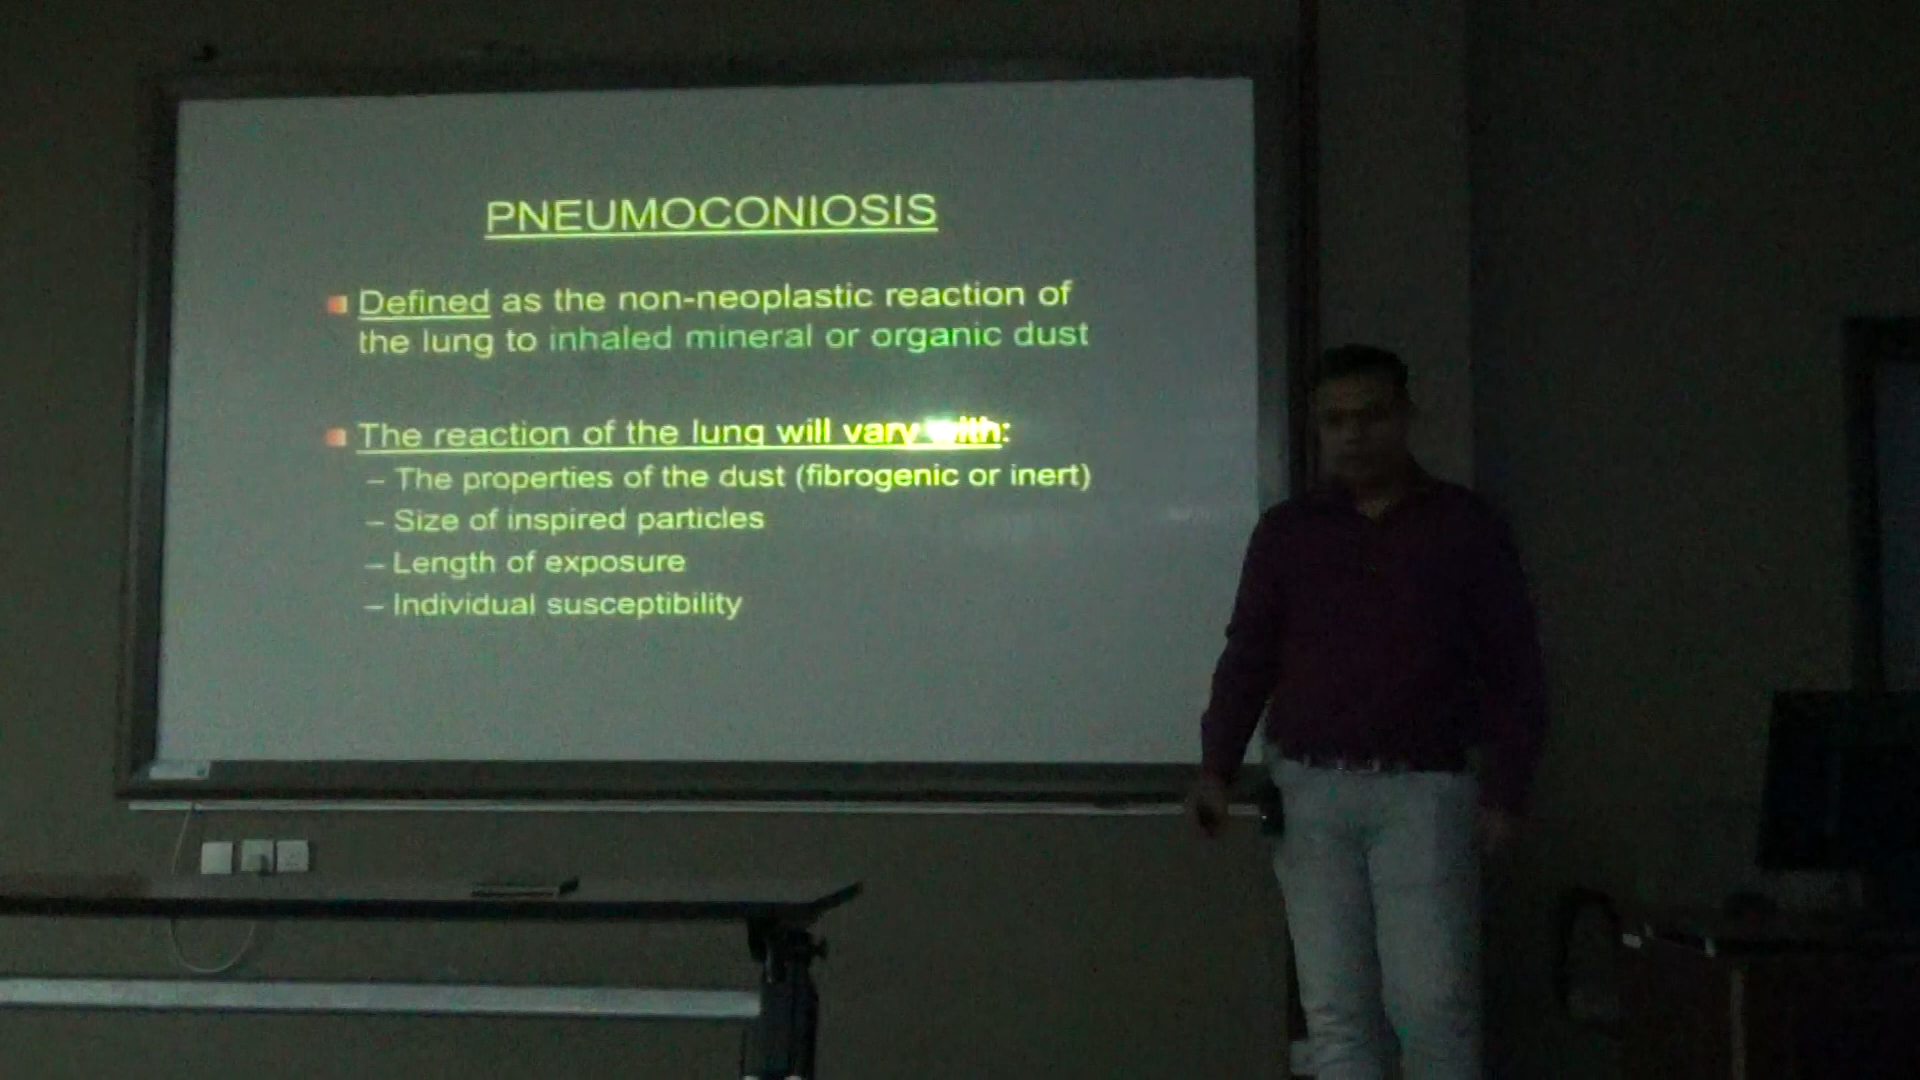 PNEUMOCONIOSIS
Defined as the non-neoplastic reaction of
the lung to inhaled mineral or organic dust
The reaction of the lung will vary with:
– The properties of the dust (fibrogenic or inert)
– Size of inspired particles
– Length of exposure
– Individual susceptibility